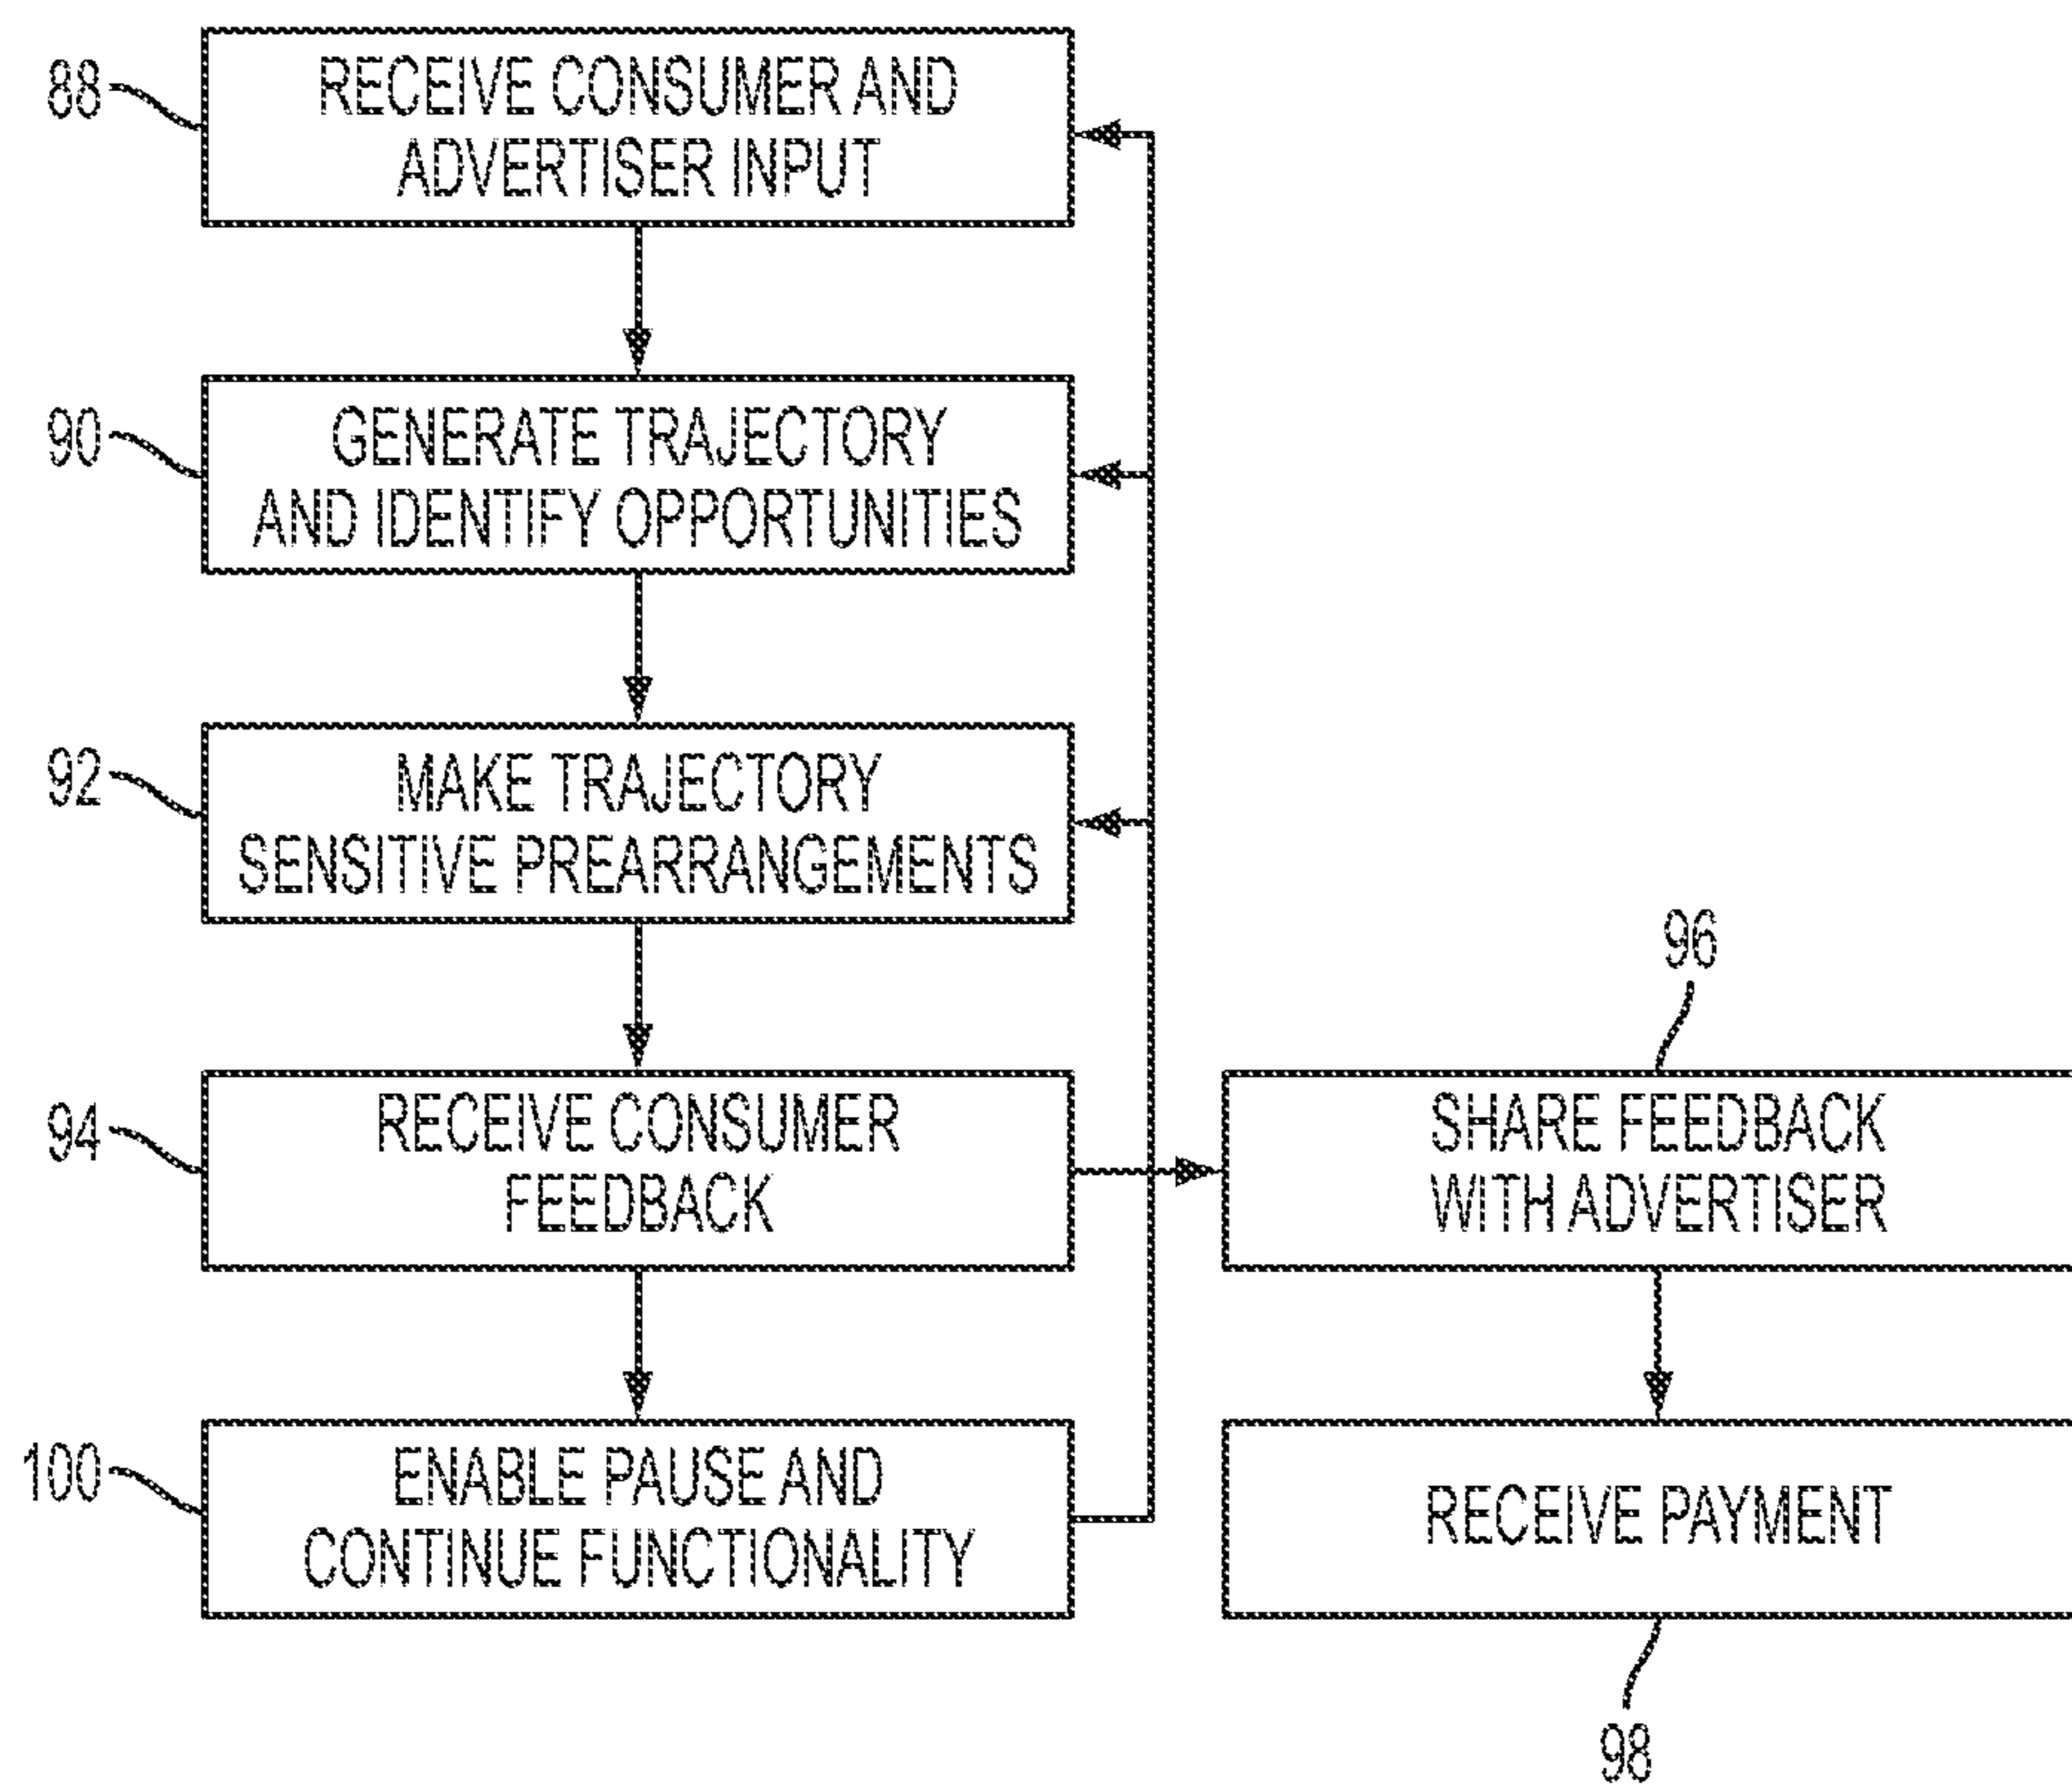 88
RECEIVE CONSUMER AND
ADVERTISER INPUT
90
GENERATE TRAJECTORY
AND IDENTIFY OPPORTUNITIES
92
MAKE TRAJECTORY
SENSITIVE PREARRANGEMENTS
94
RECEIVE CONSUMER
FEEDBACK
96
SHARE FEEDBACK
WITH ADVERTISER
100
ENABLE PAUSE AND
CONTINUE FUNCTIONALITY
RECEIVE PAYMENT
98